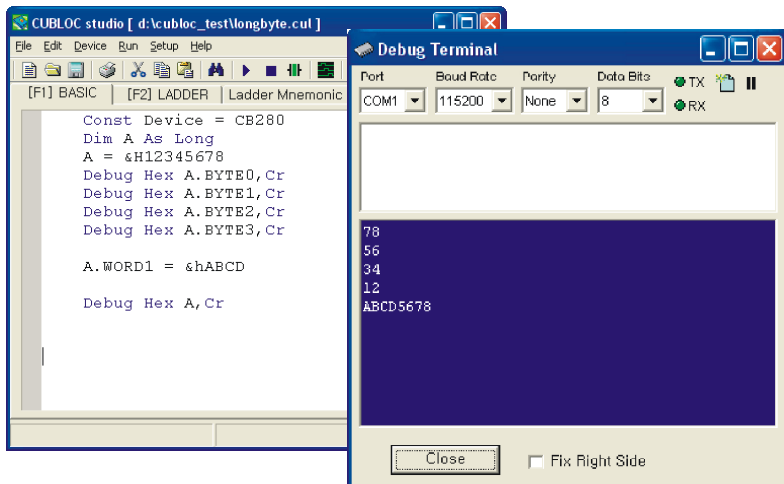 CUBLOC studio [ d:\cubloc_test\longbyte.cul ]
File Edit Device Run Setup Help
[F1] BASIC [F2] LADDER Ladder Mnemonic
Const Device = CB280
Dim A As Long
A = &H12345678
Debug Hex A.BYTE0,Cr
Debug Hex A.BYTE1,Cr
Debug Hex A.BYTE2,Cr
Debug Hex A.BYTE3,Cr
A.WORD1 = &hABCD
Debug Hex A,Cr
Debug Terminal
Port Baud Rate Parity Data Bits TX
COM1 115200 None 8 RX
78
56
34
12
ABCD5678
Close Fix Right Side